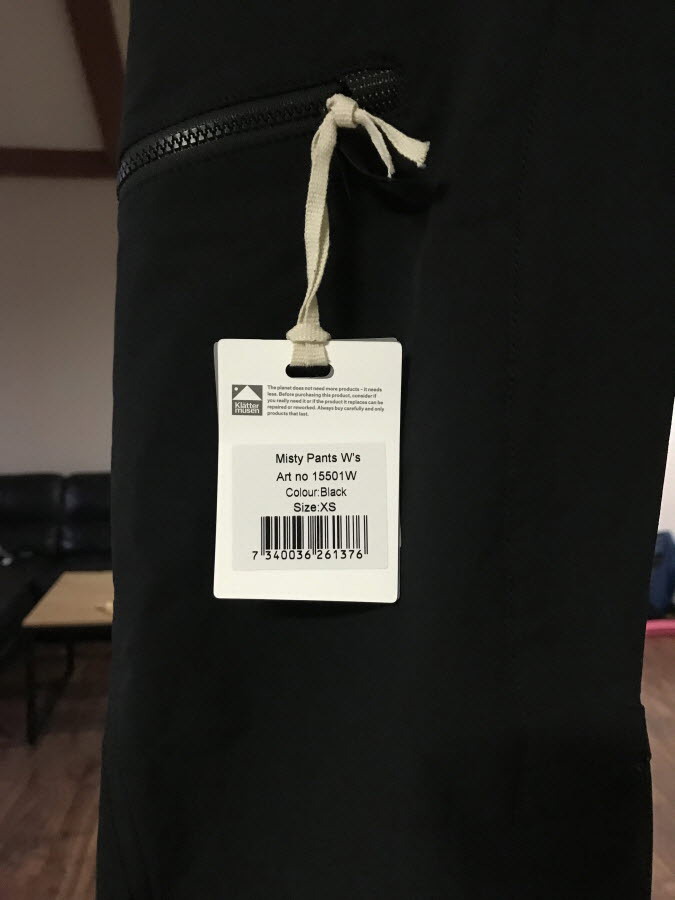 Klätter
musen
The planet does not need more products – it needs
less. Before purchasing this product, consider if
you really need it or if the product it replaces can be
repaired or reworked. Always buy carefully and only
products that last.
Misty Pants W's
Art no 15501W
Colour:Black
Size:XS
7 340036 261376